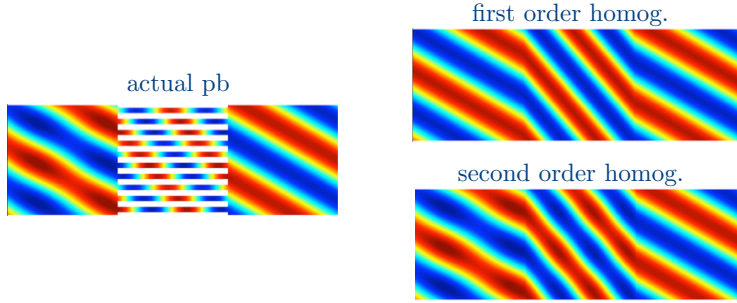 actual pb
first order homog.
second order homog.